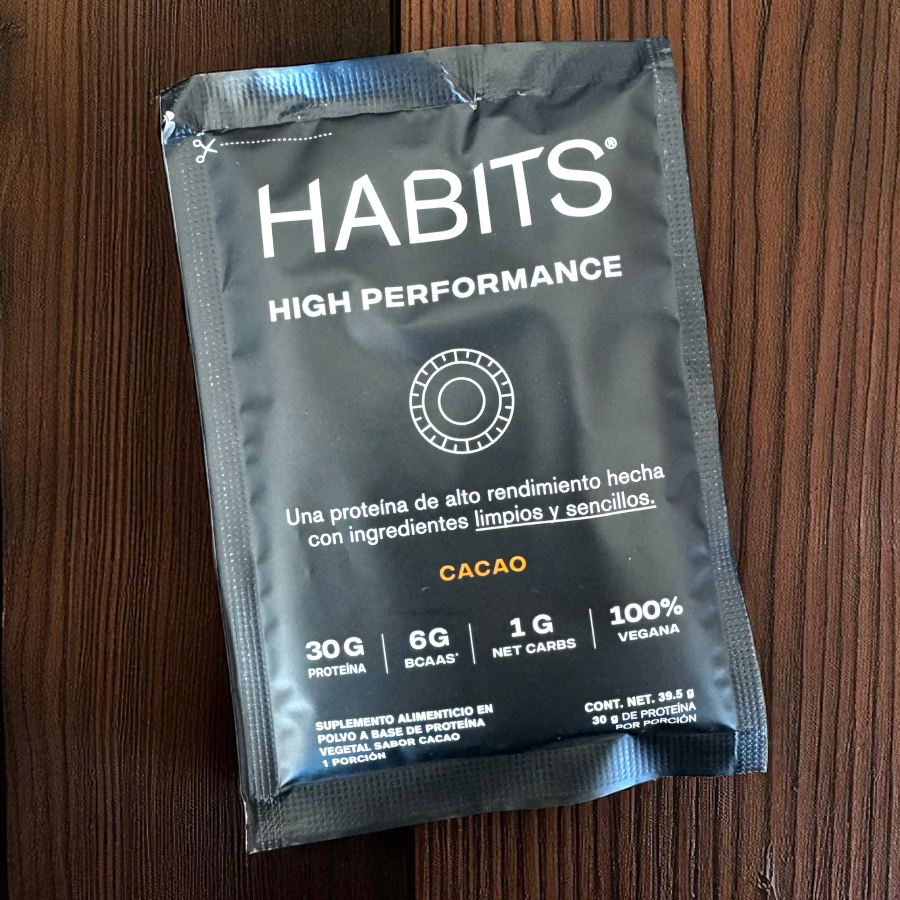 HABITS®
HIGH PERFORMANCE
Una proteína de alto rendimiento hecha
con ingredientes limpios y sencillos.
CACAO
30 G
PROTEÍNA
6G
BCAAS*
1 G
NET CARBS
100%
VEGANA
SUPLEMENTO ALIMENTICIO EN
POLVO A BASE DE PROTEÍNA
VEGETAL SABOR CACAO
1 PORCIÓN
CONT. NET. 39.5 g
30 g DE PROTEÍNA
POR PORCIÓN